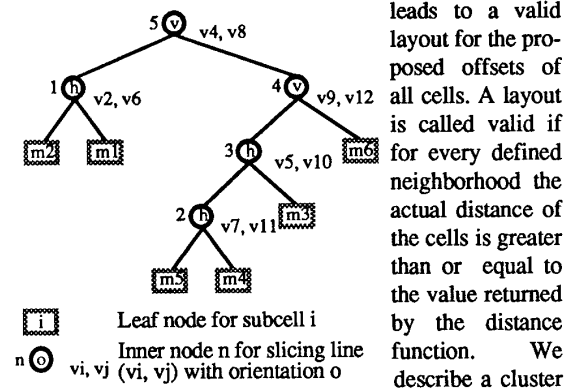 5 v v4, v8
1 h v2, v6
4 v v9, v12
m2 m1
3 h v5, v10
m6
2 h v7, v11
m3
m5 m4
i Leaf node for subcell i
n o vi, vj Inner node n for slicing line
(vi, vj) with orientation o
leads to a valid
layout for the pro-
posed offsets of
all cells. A layout
is called valid if
for every defined
neighborhood the
actual distance of
the cells is greater
than or equal to
the value returned
by the distance
function. We
describe a cluster